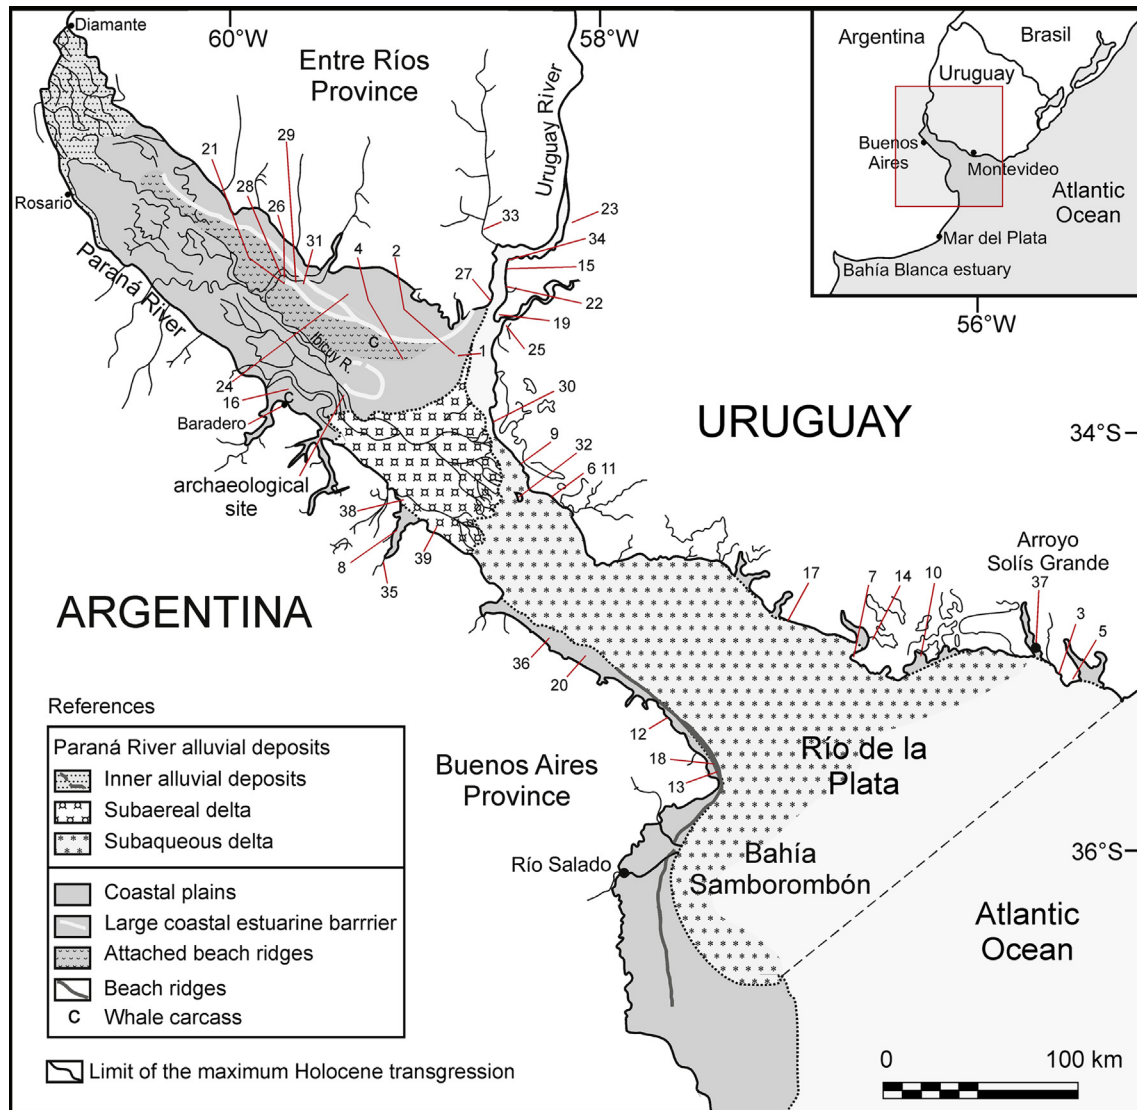 Diamante
60°W
58°W
Entre Ríos
Province
Uruguay River
Argentina
Brasil
Uruguay
Buenos
Aires
Montevideo
Atlantic
Ocean
Mar del Plata
Bahía Blanca estuary
56°W
29
21
28
26
31
4
2
33
23
34
15
27
22
19
25
1
Rosario
Paraná River
Ibicuy R.
C
24
16
C
Baradero
30
URUGUAY
34°S
9
32
6 11
archaeological
site
38
8
39
35
ARGENTINA
17
7
14
10
Arroyo
Solís Grande
37
3
5
36
20
12
18
13
Buenos Aires
Province
Río de la
Plata
Río Salado
Bahía
Samborombón
36°S
Atlantic
Ocean
References
Paraná River alluvial deposits
Inner alluvial deposits
Subaereal delta
Subaqueous delta
Coastal plains
Large coastal estuarine barrrier
Attached beach ridges
Beach ridges
C Whale carcass
Limit of the maximum Holocene transgression
0
100 km